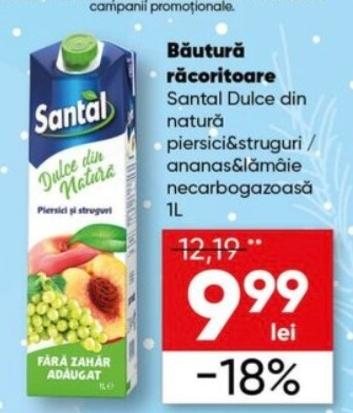 campanii promoționale.
Băutură
răcoritoare
Santal Dulce din
natură
piersici&struguri /
ananas&lămâie
necarbogazoasă
1L
Santal
Dulce din
Natură
Piersici și struguri
FĂRĂ ZAHĂR
ADĂUGAT
1L e
12,19 **
9,99
lei
-18%